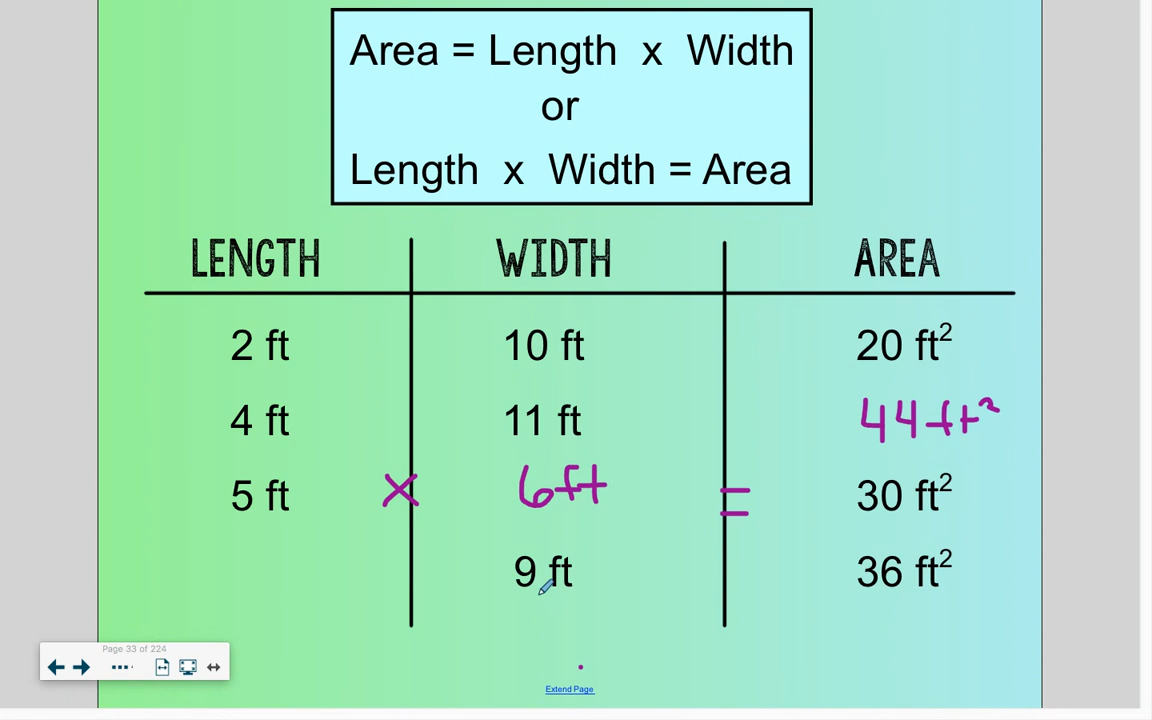 Area = Length x Width
or
Length x Width = Area
LENGTH WIDTH AREA
2 ft 10 ft 20 ft²
4 ft 11 ft 44 ft²
5 ft x 6 ft = 30 ft²
9 ft 36 ft²
Page 33 of 224
Extend Page